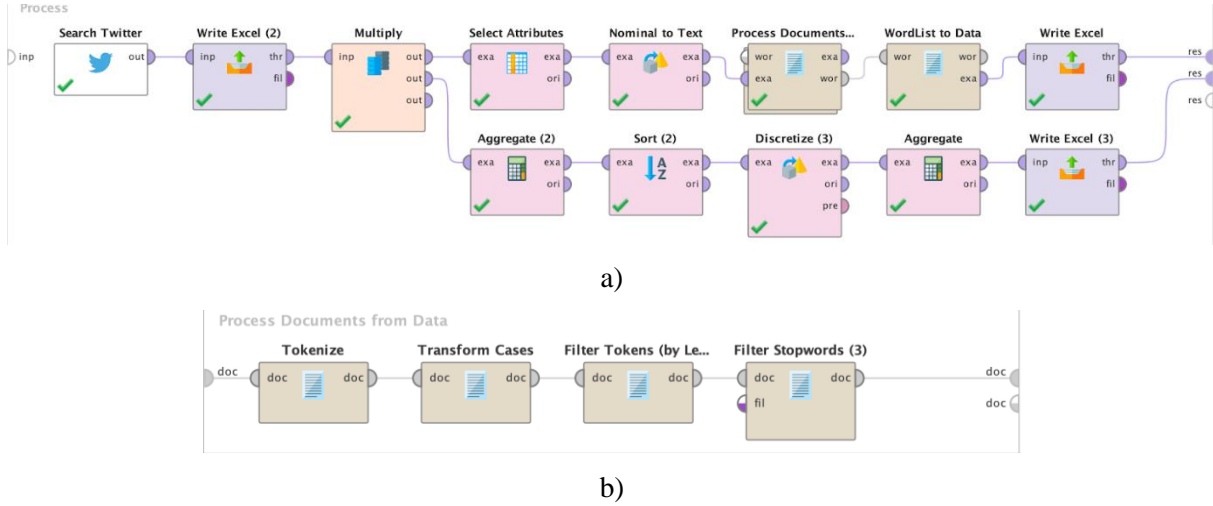 Process
Search Twitter Write Excel (2) Multiply Select Attributes Nominal to Text Process Documents... WordList to Data Write Excel
inp out inp thr inp out exa exa exa exa wor exa wor wor inp thr res
fil out ori ori exa wor exa fil res
out res
Aggregate (2) Sort (2) Discretize (3) Aggregate Write Excel (3)
exa exa exa exa exa exa exa exa inp thr
ori ori ori ori fil
pre
a)
Process Documents from Data
Tokenize Transform Cases Filter Tokens (by Le... Filter Stopwords (3)
doc doc doc doc doc doc doc doc doc doc
fil doc
b)